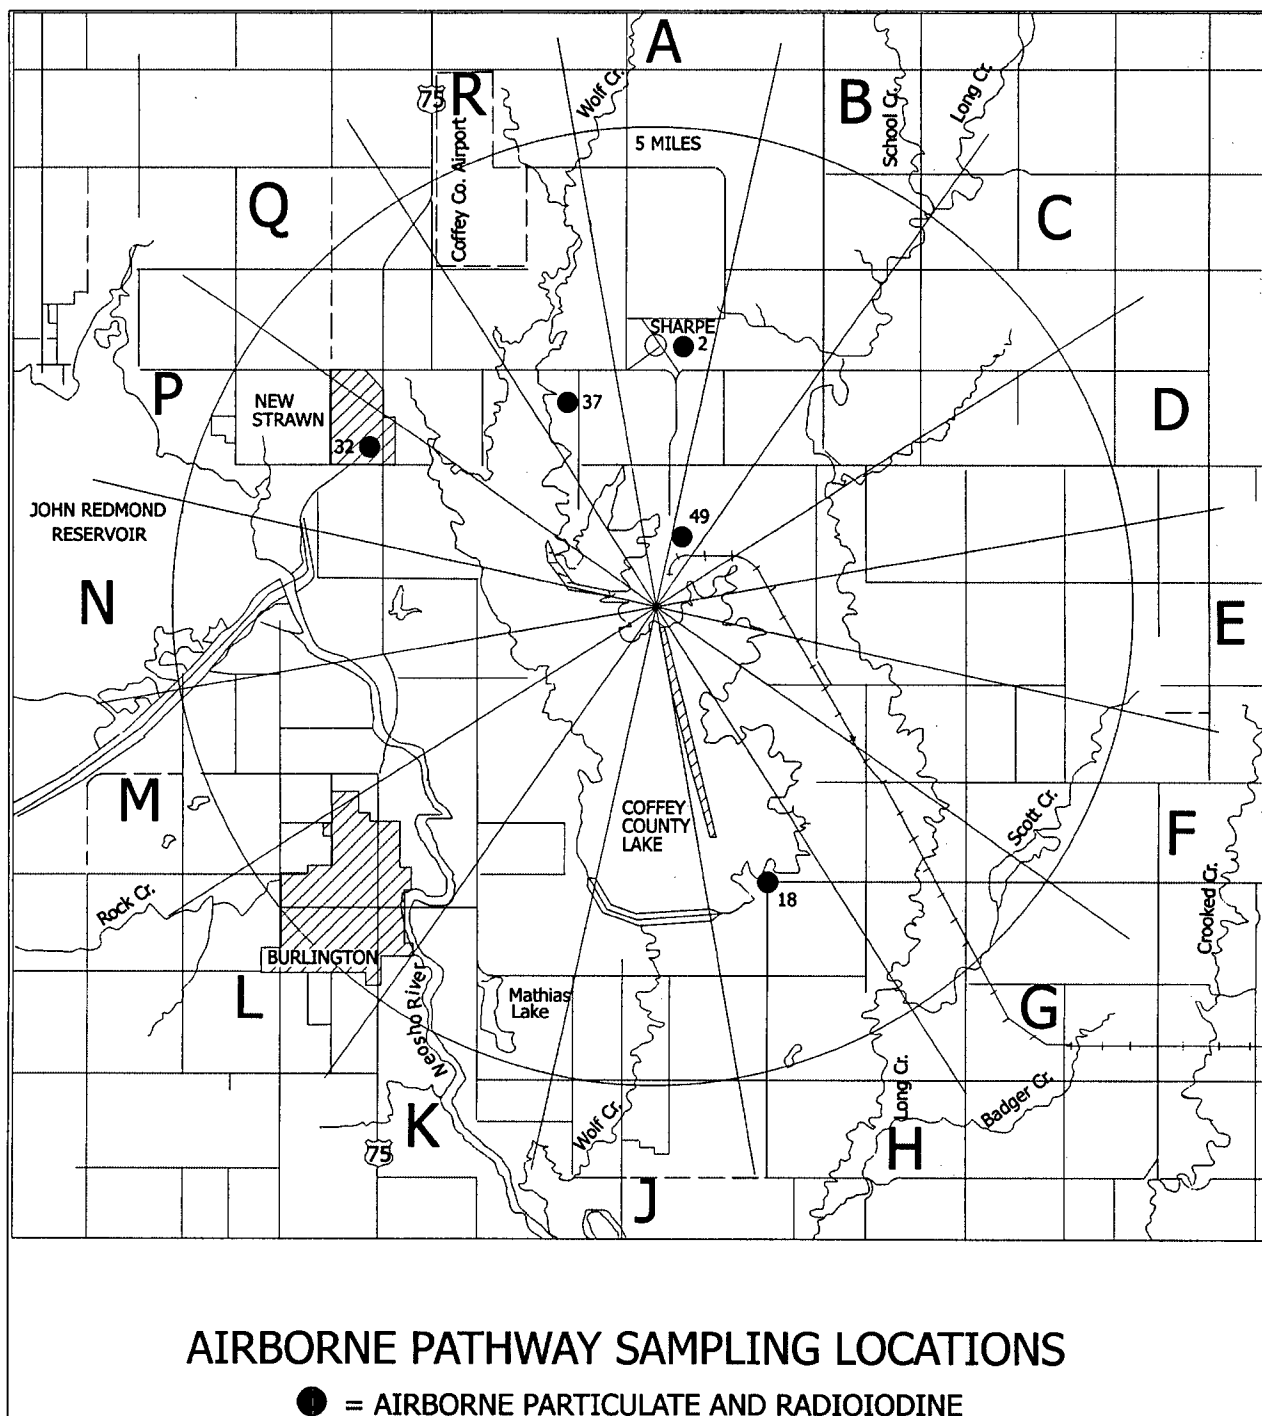 A
R
75
Wolf Cr.
B
School Cr.
Long Cr.
5 MILES
Coffey Co. Airport
Q
C
SHARPE
2
P
NEW
STRAWN
37
D
32
JOHN REDMOND
RESERVOIR
49
N
E
M
COFFEY
COUNTY
LAKE
Scott Cr.
F
Rock Cr.
18
Crooked Cr.
BURLINGTON
L
Neosho River
Mathias
Lake
G
Long Cr.
Badger Cr.
K
75
Wolf Cr.
H
J
AIRBORNE PATHWAY SAMPLING LOCATIONS
= AIRBORNE PARTICULATE AND RADIOIODINE